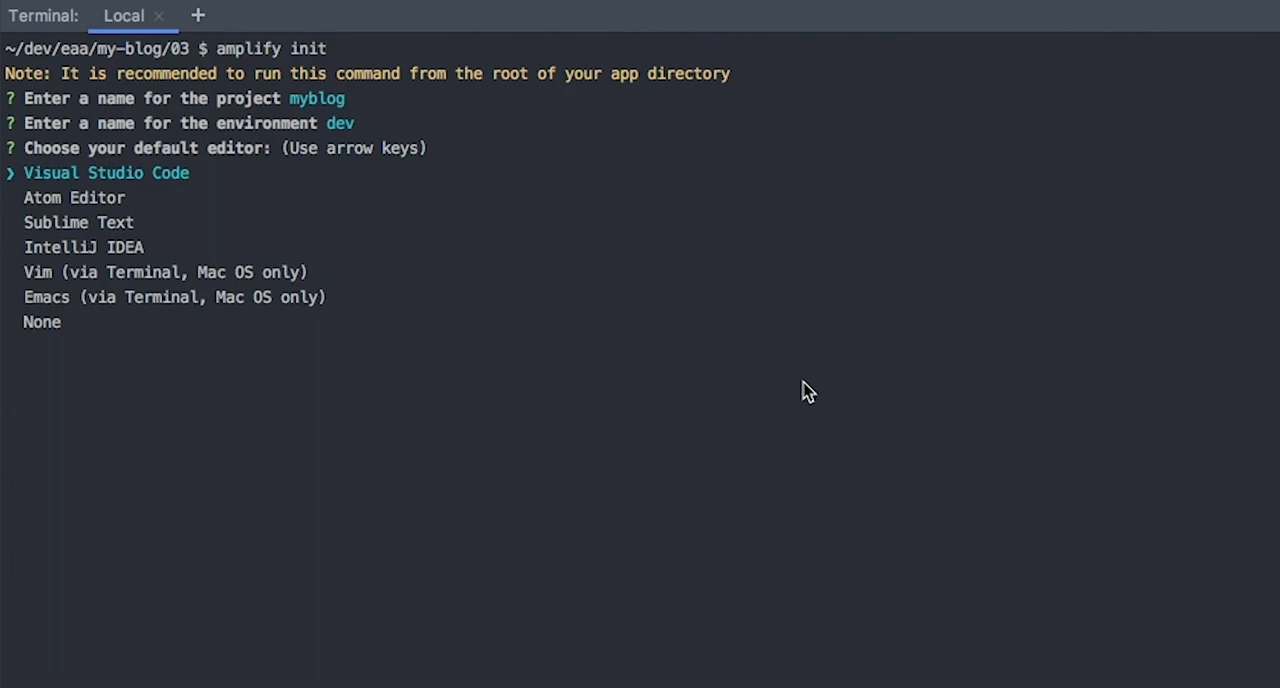 Terminal: Local × +
~/dev/eaa/my-blog/03 $ amplify init
Note: It is recommended to run this command from the root of your app directory
? Enter a name for the project myblog
? Enter a name for the environment dev
? Choose your default editor: (Use arrow keys)
❯ Visual Studio Code
Atom Editor
Sublime Text
IntelliJ IDEA
Vim (via Terminal, Mac OS only)
Emacs (via Terminal, Mac OS only)
None